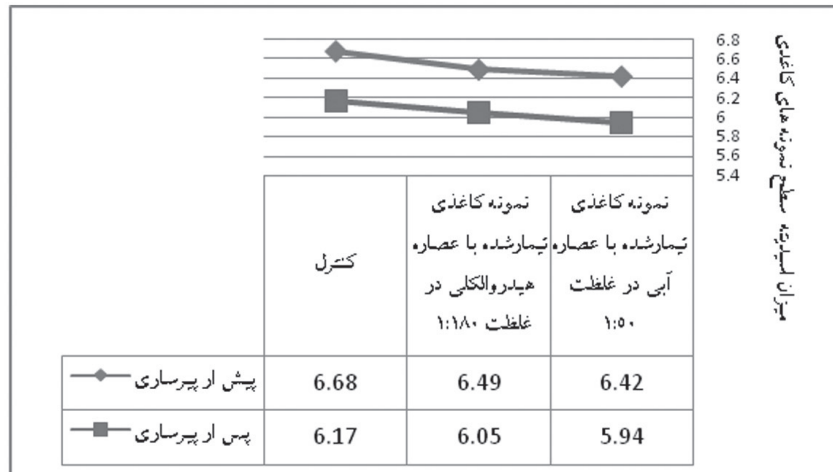 6.8
6.6
6.4
6.2
6
5.8
5.6
5.4
میزان اسیدیته سطح نمونه های کاغذی
نمونه کاغذی
تیمارشده با عصاره
آبی در غلظت
۱:۵۰
نمونه کاغذی
تیمارشده با عصاره
هیدروالکلی در
غلظت ۱:۱۸۰
کنترل
پیش از پیرسازی 6.68 6.49 6.42
پس از پیرسازی 6.17 6.05 5.94